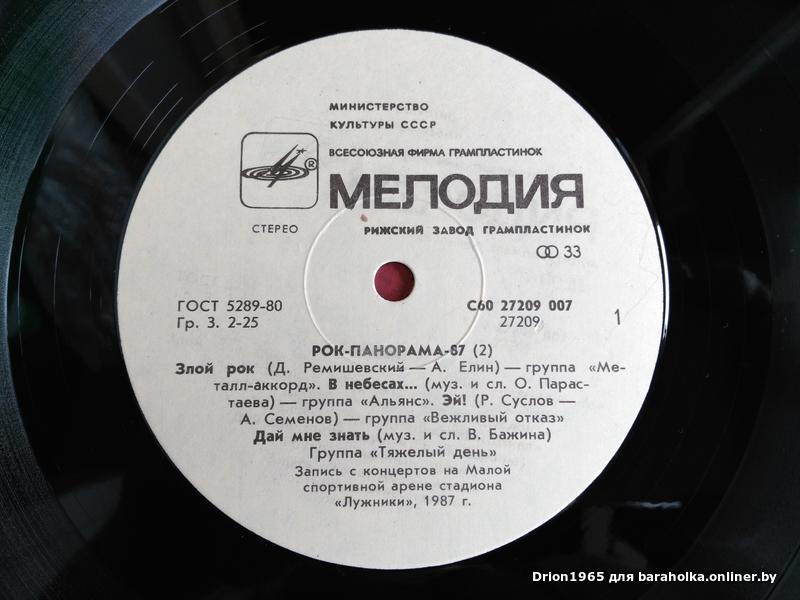 МИНИСТЕРСТВО
КУЛЬТУРЫ СССР
ВСЕСОЮЗНАЯ ФИРМА ГРАМПЛАСТИНОК
®
МЕЛОДИЯ
СТЕРЕО
РИЖСКИЙ ЗАВОД ГРАМПЛАСТИНОК
33
ГОСТ 5289-80
Гр. 3. 2-25
С60 27209 007
27209
1
РОК-ПАНОРАМА-87 (2)
Злой рок (Д. Ремишевский — А. Елин) — группа «Ме-
талл-аккорд». В небесах... (муз. и сл. О. Парас-
таева) — группа «Альянс». Эй! (Р. Суслов —
А. Семенов) — группа «Вежливый отказ»
Дай мне знать (муз. и сл. В. Бажина)
Группа «Тяжелый день»
Запись с концертов на Малой
спортивной арене стадиона
«Лужники», 1987 г.
Drion1965 для baraholka.onliner.by